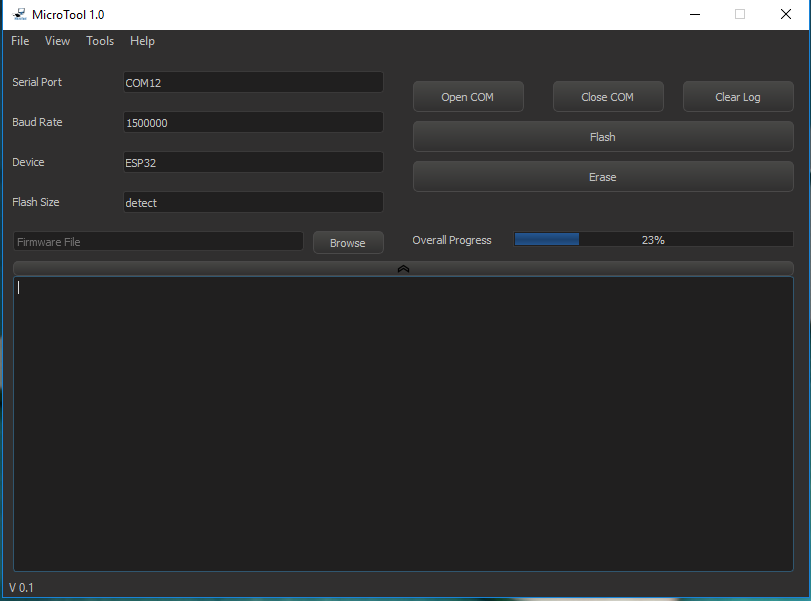 MicroTool 1.0
File View Tools Help
Serial Port COM12
Open COM Close COM Clear Log
Baud Rate 1500000
Flash
Device ESP32
Erase
Flash Size detect
Firmware File Browse Overall Progress 23%
V 0.1